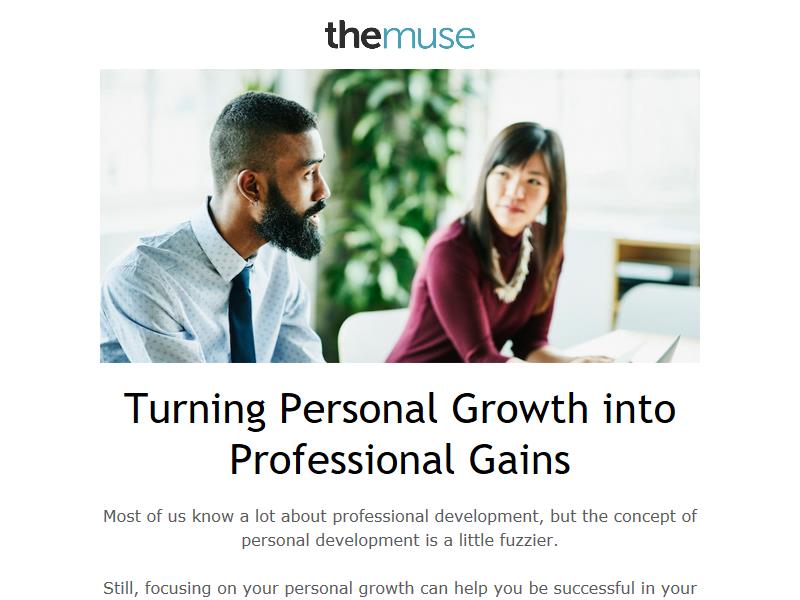 themuse
Turning Personal Growth into
Professional Gains
Most of us know a lot about professional development, but the concept of
personal development is a little fuzzier.
Still, focusing on your personal growth can help you be successful in your